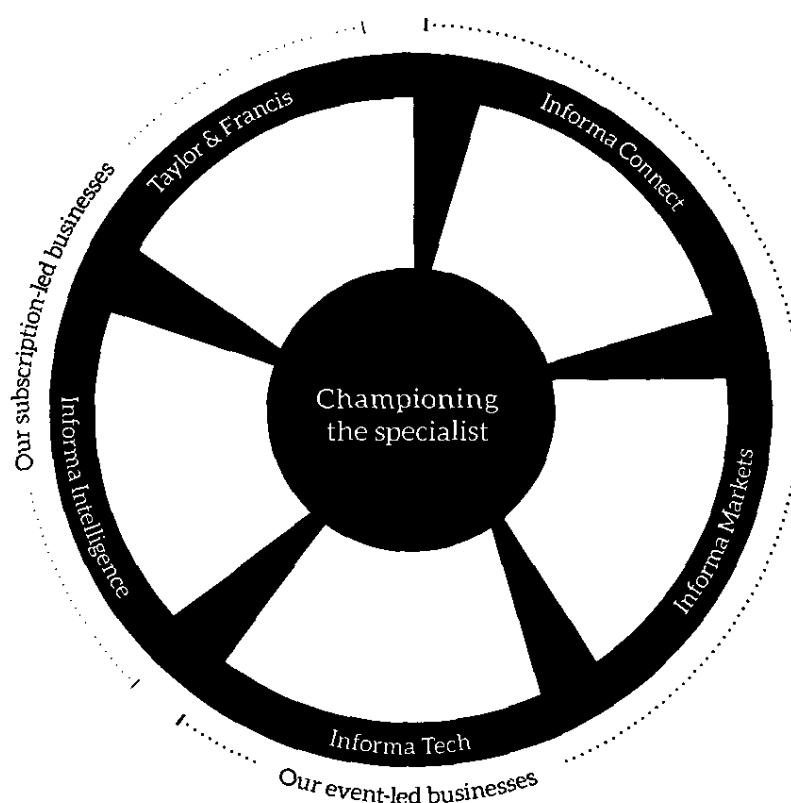 Taylor & Francis
Informa Connect
Our subscription-led businesses
Championing
the specialist
Informa Intelligence
Informa Markets
Informa Tech
Our event-led businesses